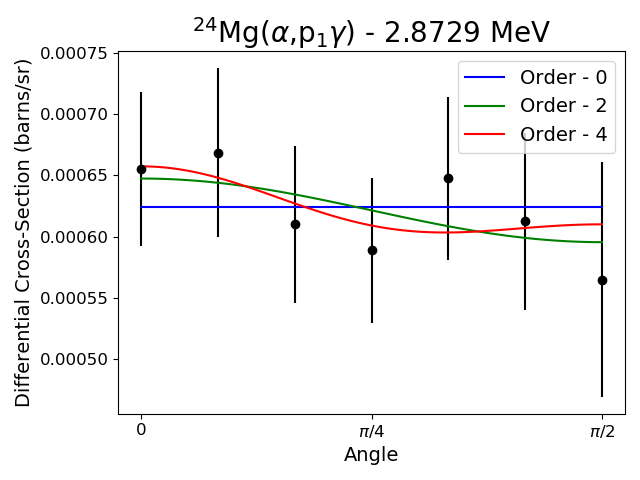 ²⁴Mg(α,p₁γ) - 2.8729 MeV
Differential Cross-Section (barns/sr)
0.00075
0.00070
0.00065
0.00060
0.00055
0.00050
Order - 0
Order - 2
Order - 4
0
π/4
π/2
Angle